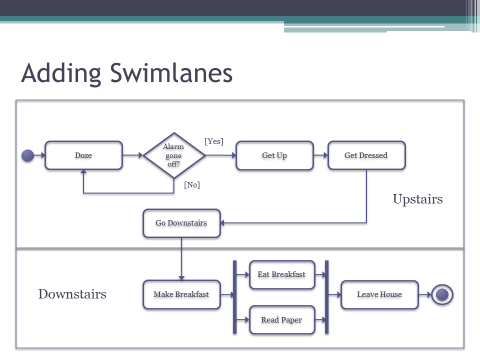 Adding Swimlanes
Doze
Alarm
gone
off?
[Yes]
[No]
Get Up
Get Dressed
Upstairs
Go Downstairs
Downstairs
Make Breakfast
Eat Breakfast
Read Paper
Leave House